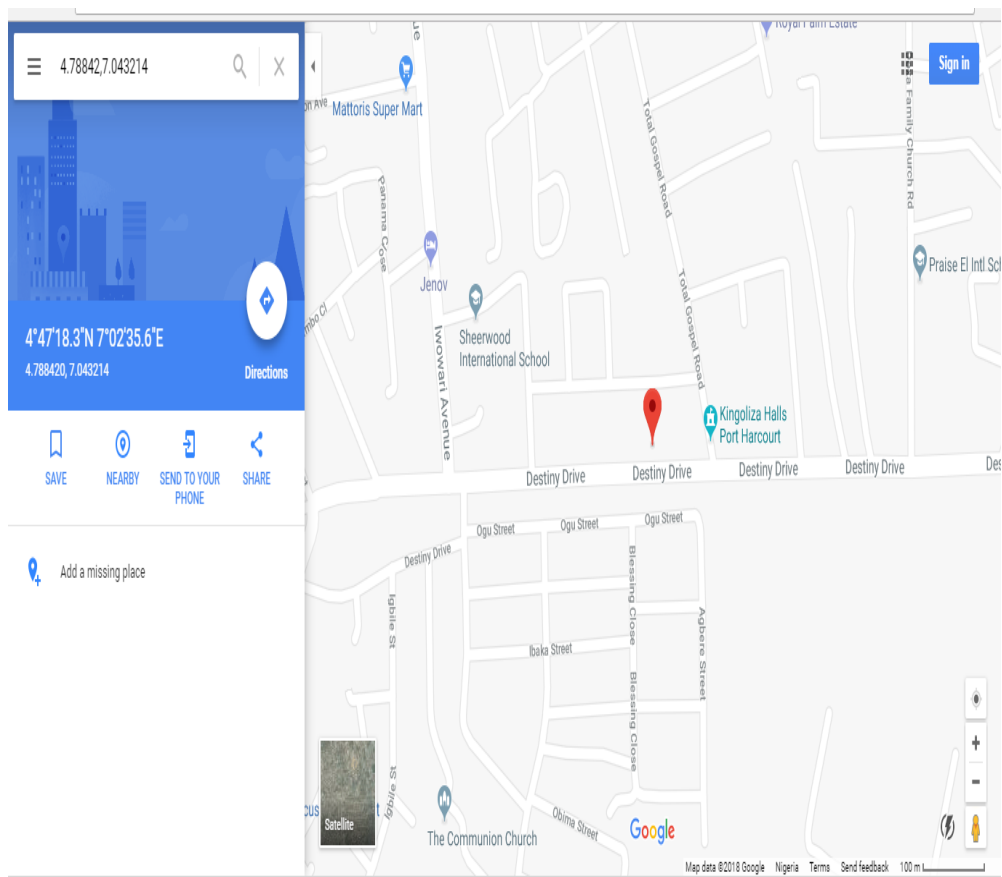 4.78842,7.043214
4°47'18.3"N 7°02'35.6"E
4.788420, 7.043214
Directions
SAVE
NEARBY
SEND TO YOUR
PHONE
SHARE
Add a missing place
Sign in
Royal Palm Estate
Mattoris Super Mart
Total Gospel Road
Family Church Rd
Panama Close
Praise El Intl Sch
Jenov
Total Gospel Road
Sheerwood
International School
Iwowari Avenue
Kingoliza Halls
Port Harcourt
Destiny Drive
Destiny Drive
Destiny Drive
Destiny Drive
Des
Ogu Street
Ogu Street
Ogu Street
Destiny Drive
Blessing Close
Igbile St
Agbere Street
Ibaka Street
Blessing Close
Igbile St
Satellite
The Communion Church
Obima Street
Google
Map data ©2018 Google
Nigeria
Terms
Send feedback
100 m